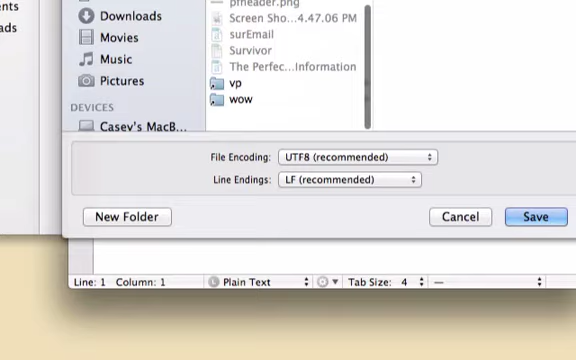 nts
ads
Downloads
Movies
Music
Pictures
DEVICES
Casey's MacB...
pfheader.png
Screen Sho...4.47.06 PM
surEmail
Survivor
The Perfec...Information
vp
wow
File Encoding: UTF8 (recommended)
Line Endings: LF (recommended)
New Folder
Cancel
Save
Line: 1 Column: 1
L Plain Text
Tab Size: 4
—